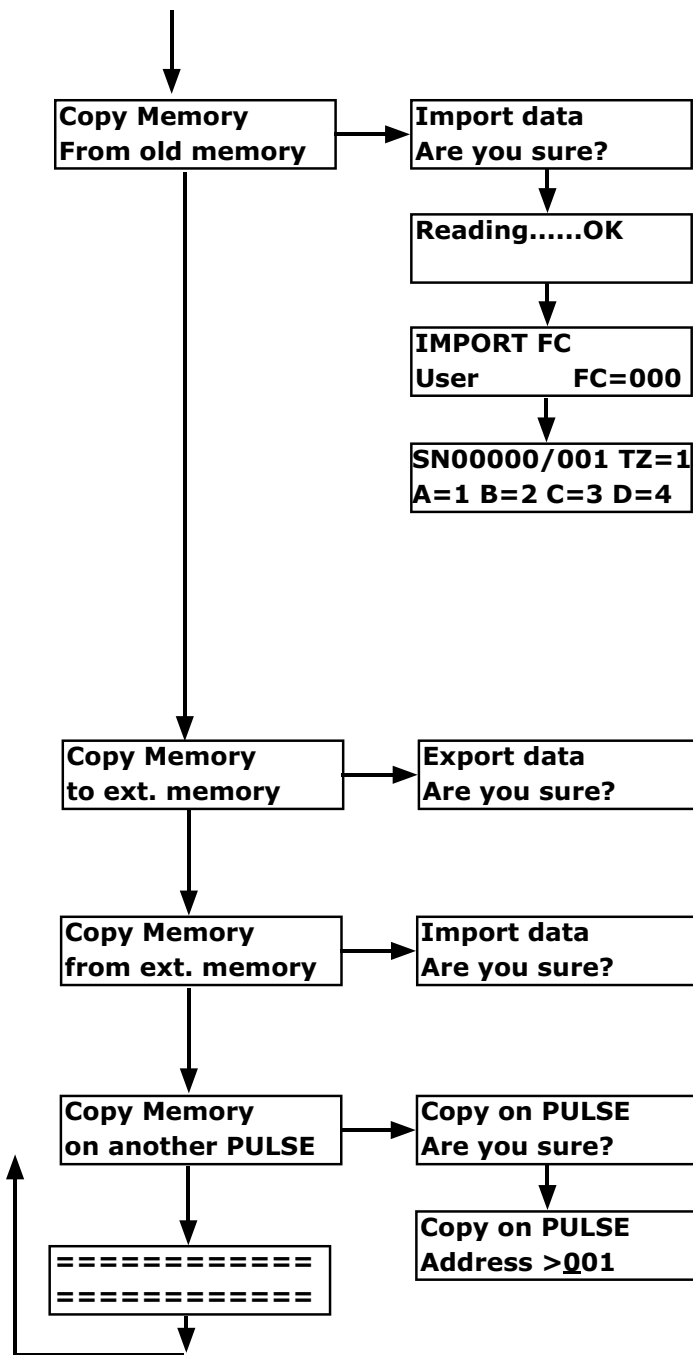 Copy Memory
From old memory
Import data
Are you sure?
Reading......OK
IMPORT FC
User FC=000
SN00000/001 TZ=1
A=1 B=2 C=3 D=4
Copy Memory
to ext. memory
Export data
Are you sure?
Copy Memory
from ext. memory
Import data
Are you sure?
Copy Memory
on another PULSE
Copy on PULSE
Are you sure?
Copy on PULSE
Address >001
============
============